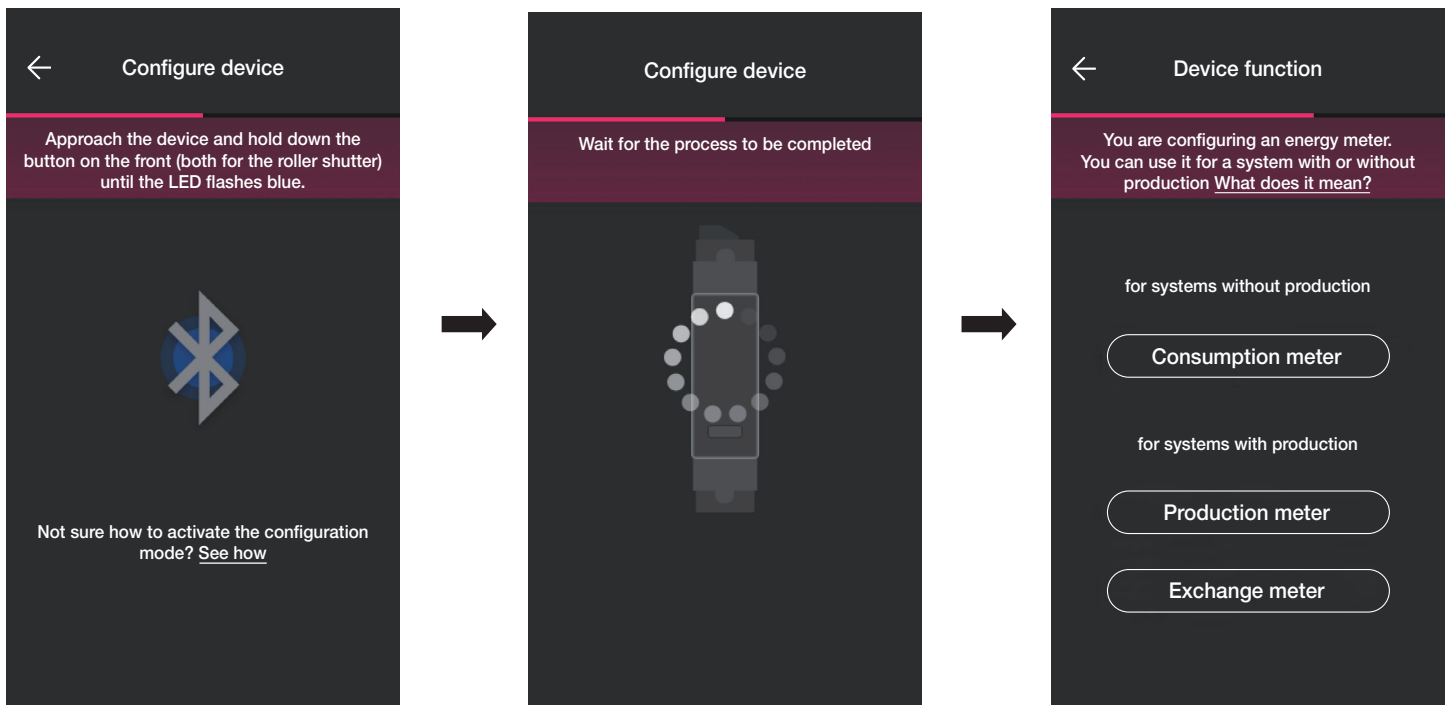 Configure device
Approach the device and hold down the
button on the front (both for the roller shutter)
until the LED flashes blue.
Not sure how to activate the configuration
mode? See how
Configure device
Wait for the process to be completed
Device function
You are configuring an energy meter.
You can use it for a system with or without
production What does it mean?
for systems without production
Consumption meter
for systems with production
Production meter
Exchange meter